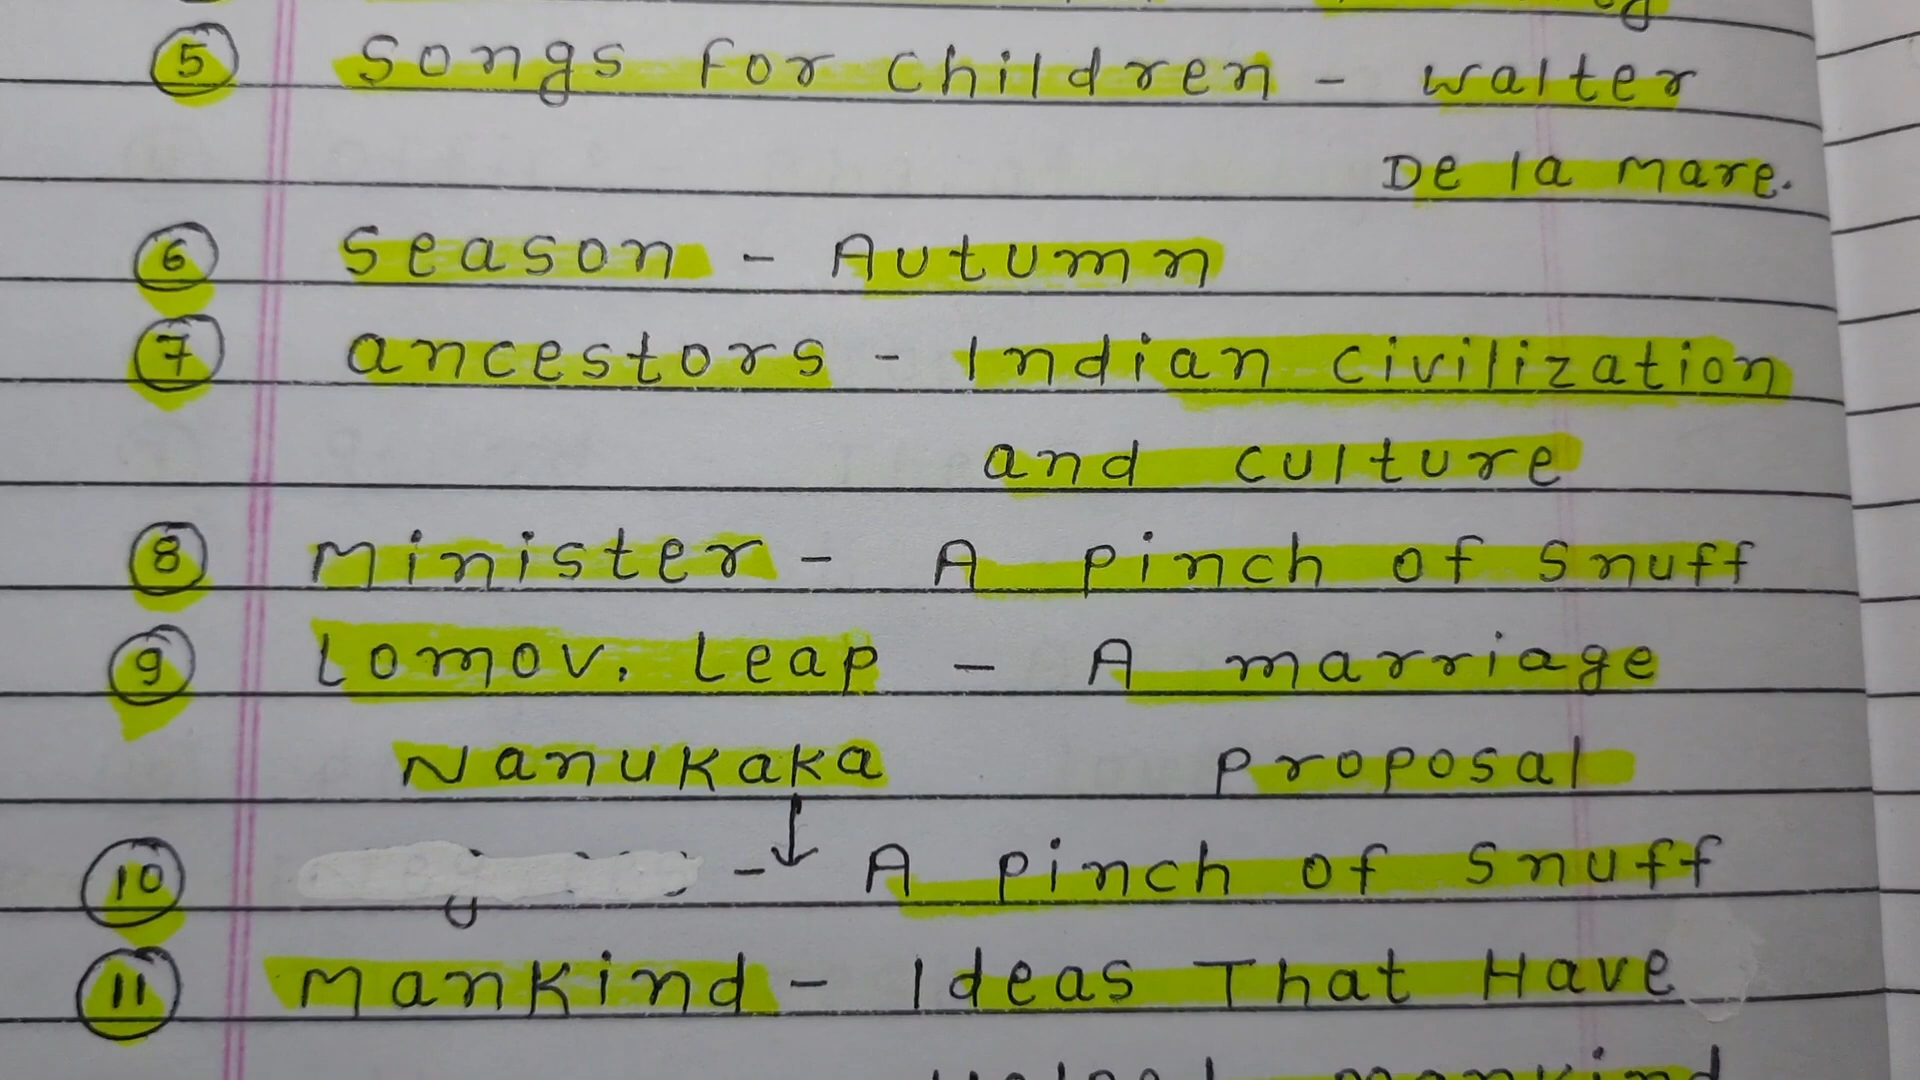 5 Songs For Children - Walter
De la Mare.
6 Season - Autumn
7 ancestors - Indian Civilization
and culture
8 Minister - A Pinch of Snuff
9 Lomov. Leap - A marriage
Nanukaka Proposal
10 - ↓ A Pinch of Snuff
11 Mankind - Ideas That Have
Mankind